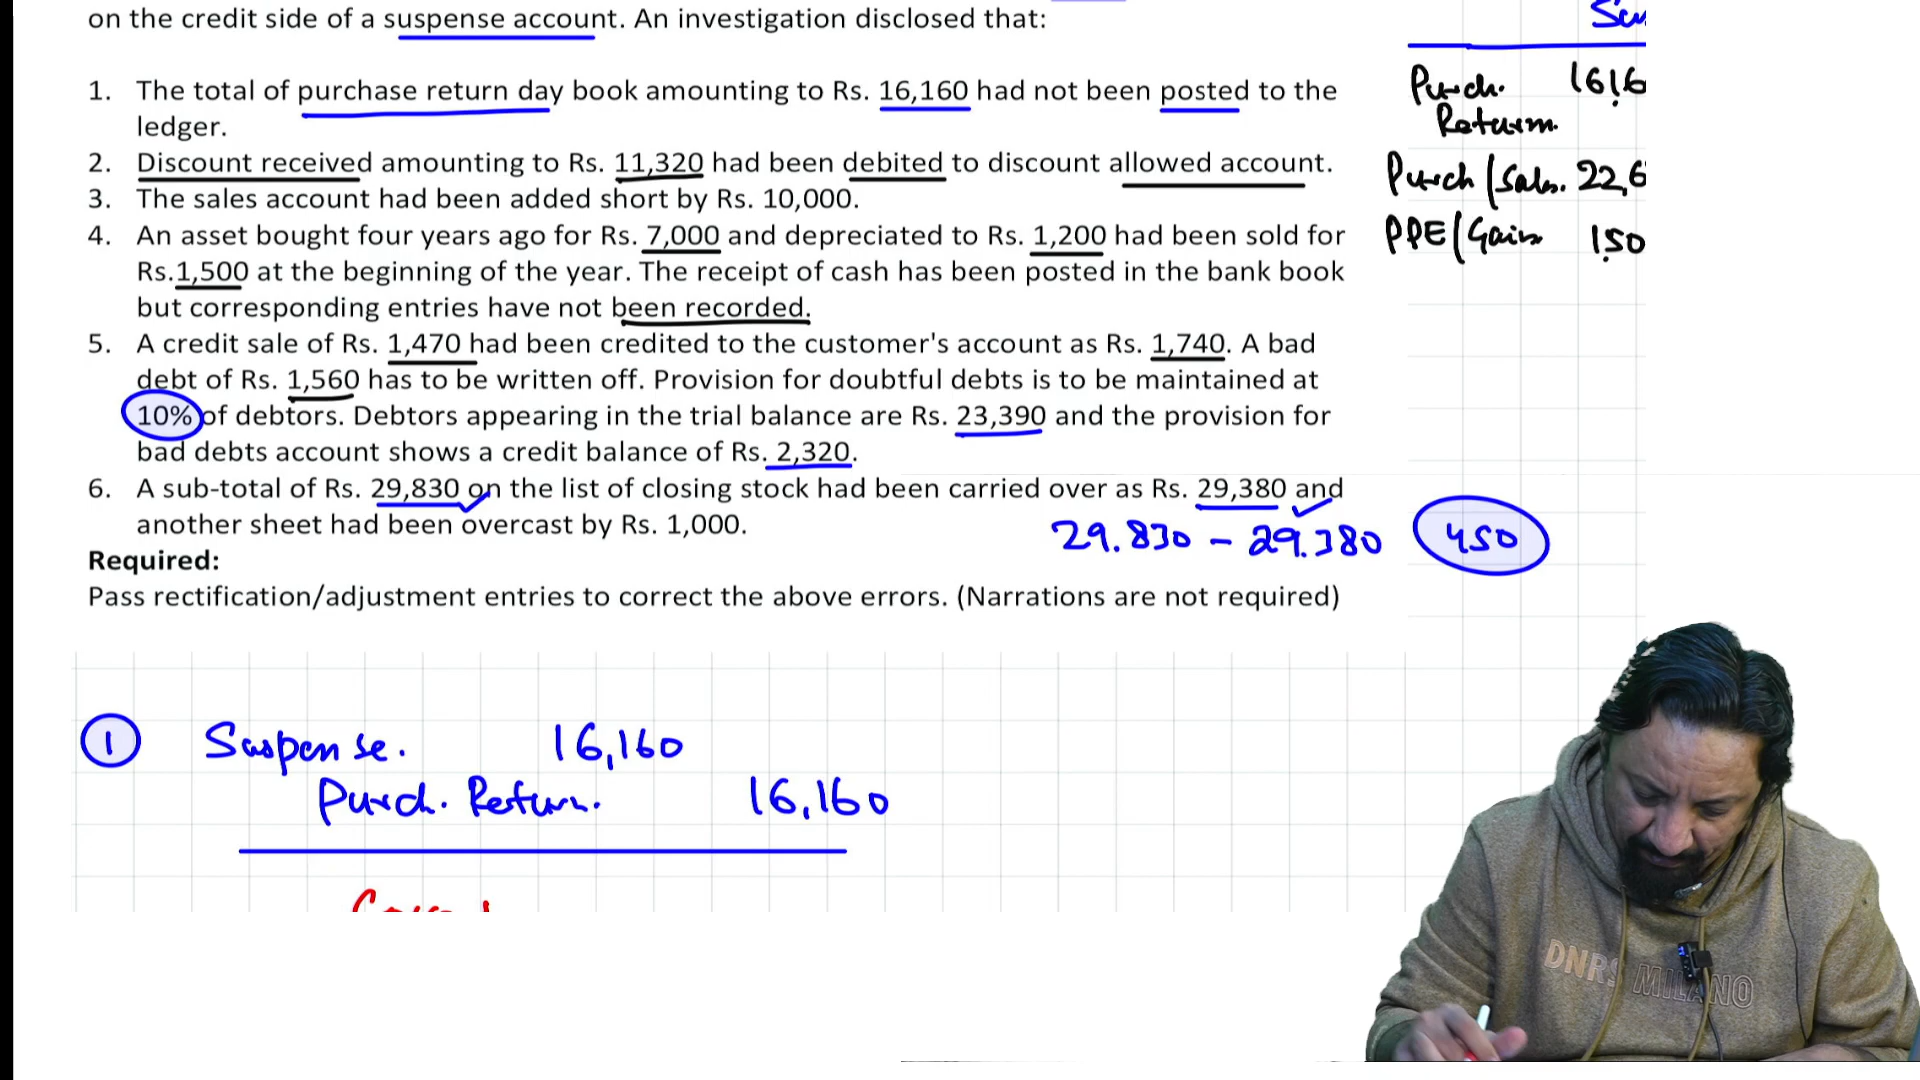 on the credit side of a suspense account. An investigation disclosed that:
1. The total of purchase return day book amounting to Rs. 16,160 had not been posted to the
ledger.
2. Discount received amounting to Rs. 11,320 had been debited to discount allowed account.
3. The sales account had been added short by Rs. 10,000.
4. An asset bought four years ago for Rs. 7,000 and depreciated to Rs. 1,200 had been sold for
Rs.1,500 at the beginning of the year. The receipt of cash has been posted in the bank book
but corresponding entries have not been recorded.
5. A credit sale of Rs. 1,470 had been credited to the customer's account as Rs. 1,740. A bad
debt of Rs. 1,560 has to be written off. Provision for doubtful debts is to be maintained at
10% of debtors. Debtors appearing in the trial balance are Rs. 23,390 and the provision for
bad debts account shows a credit balance of Rs. 2,320.
6. A sub-total of Rs. 29,830 on the list of closing stock had been carried over as Rs. 29,380 and
another sheet had been overcast by Rs. 1,000.
29.830 - 29.380 450
Required:
Pass rectification/adjustment entries to correct the above errors. (Narrations are not required)
Purch. 16,16
Return.
Purch/Sales. 22,6
PPE/Gain 1,50
1 Suspense. 16,160
Purch. Return. 16,160
DNRS MILANO